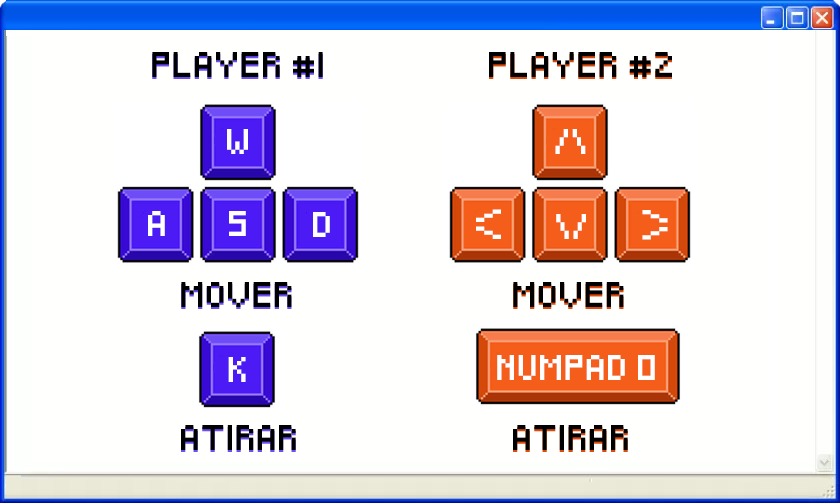 PLAYER #1
W
A S D
MOVER
K
ATIRAR
PLAYER #2
^
< v >
MOVER
NUMPAD 0
ATIRAR